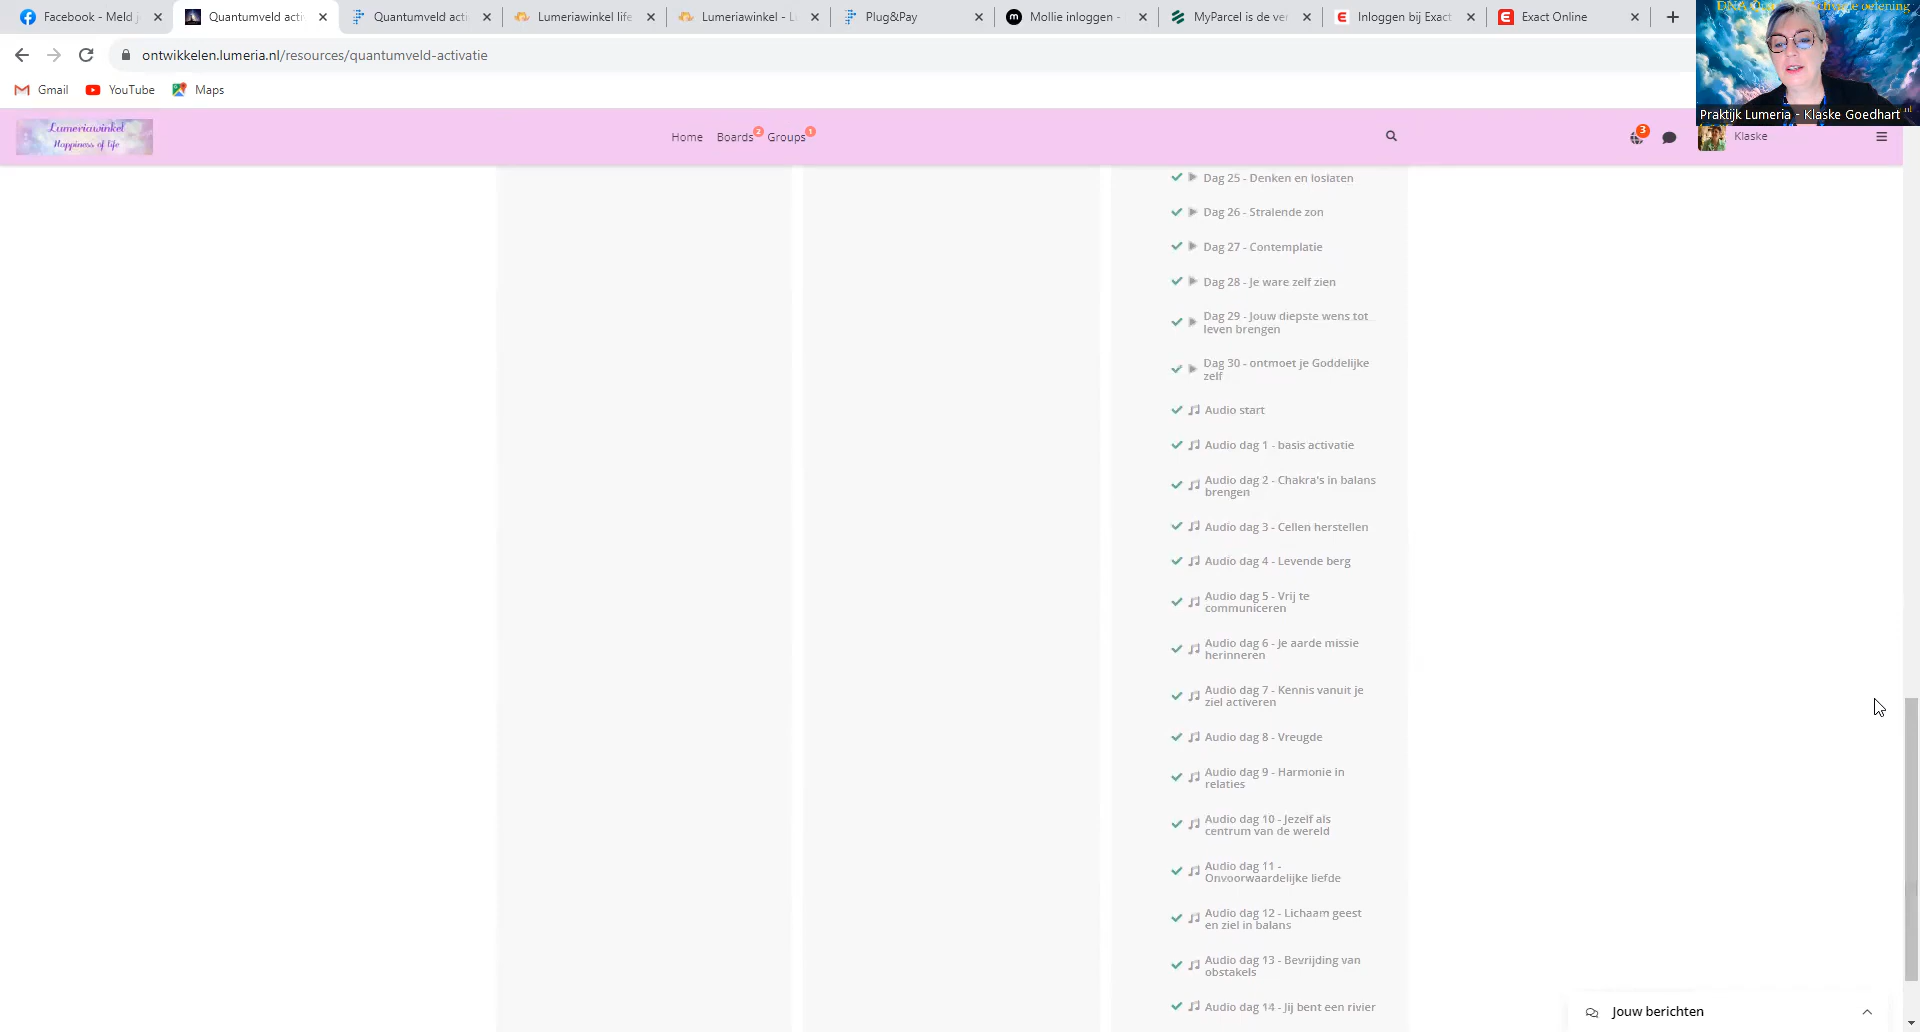 Facebook - Meld j
Quantumveld acti
Quantumveld acti
Lumeriawinkel life
Lumeriawinkel - L
Plug&Pay
Mollie inloggen -
MyParcel is de ve
Inloggen bij Exact
Exact Online
ontwikkelen.lumeria.nl/resources/quantumveld-activatie
Gmail
YouTube
Maps
Praktijk Lumeria - Klaske Goedhart
Lumeriawinkel
Happiness of life
Home
Boards 2
Groups 1
3
Klaske
Dag 25 - Denken en loslaten
Dag 26 - Stralende zon
Dag 27 - Contemplatie
Dag 28 - Je ware zelf zien
Dag 29 - Jouw diepste wens tot
leven brengen
Dag 30 - ontmoet je Goddelijke
zelf
Audio start
Audio dag 1 - basis activatie
Audio dag 2 - Chakra's in balans
brengen
Audio dag 3 - Cellen herstellen
Audio dag 4 - Levende berg
Audio dag 5 - Vrij te
communiceren
Audio dag 6 - Je aarde missie
herinneren
Audio dag 7 - Kennis vanuit je
ziel activeren
Audio dag 8 - Vreugde
Audio dag 9 - Harmonie in
relaties
Audio dag 10 - Jezelf als
centrum van de wereld
Audio dag 11 -
Onvoorwaardelijke liefde
Audio dag 12 - Lichaam geest
en ziel in balans
Audio dag 13 - Bevrijding van
obstakels
Audio dag 14 - Jij bent een rivier
Jouw berichten